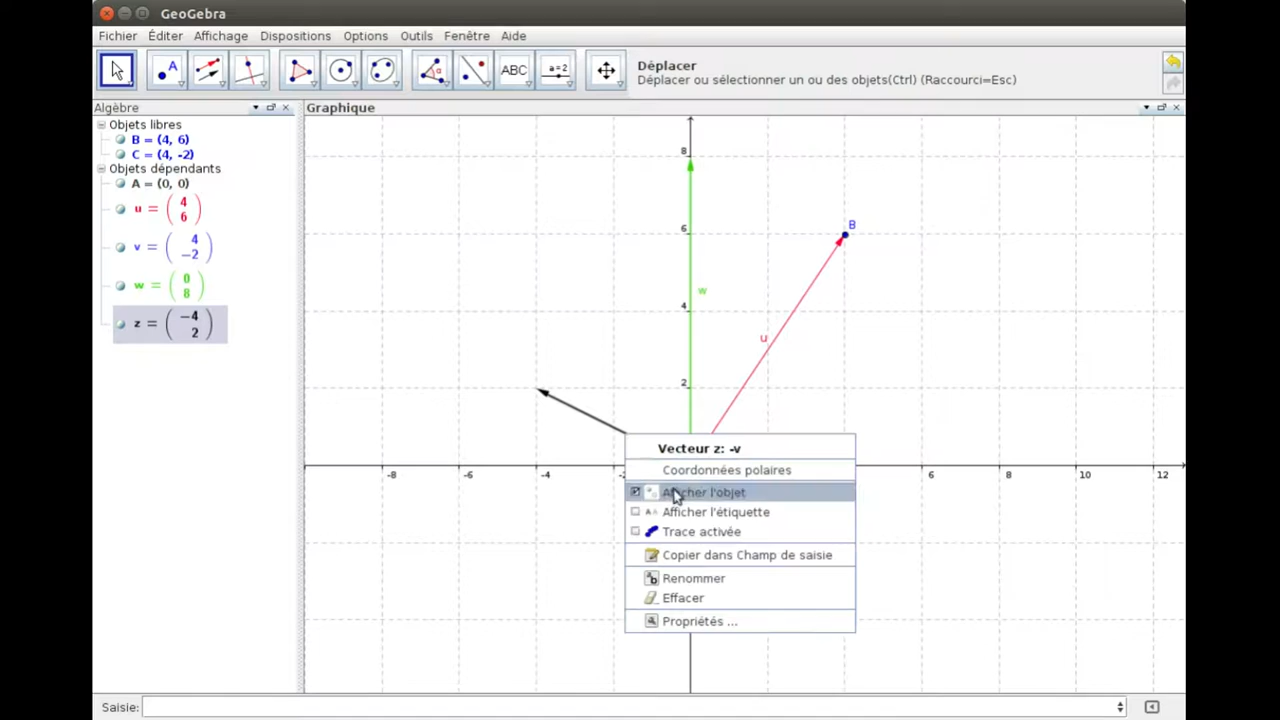 GeoGebra
Fichier Éditer Affichage Dispositions Options Outils Fenêtre Aide
A
ABC
a=2
Déplacer
Déplacer ou sélectionner un ou des objets(Ctrl) (Raccourci=Esc)
Algèbre
Graphique
Objets libres
B = (4, 6)
C = (4, -2)
Objets dépendants
A = (0, 0)
u = ( 4 6 )
v = ( 4 −2 )
w = ( 0 8 )
z = ( −4 2 )
8
B
6
w
4
u
2
-8 -6 -4 -2 6 8 10 12
Vecteur z: -v
Coordonnées polaires
Afficher l'objet
Afficher l'étiquette
Trace activée
Copier dans Champ de saisie
Renommer
Effacer
Propriétés ...
Saisie: